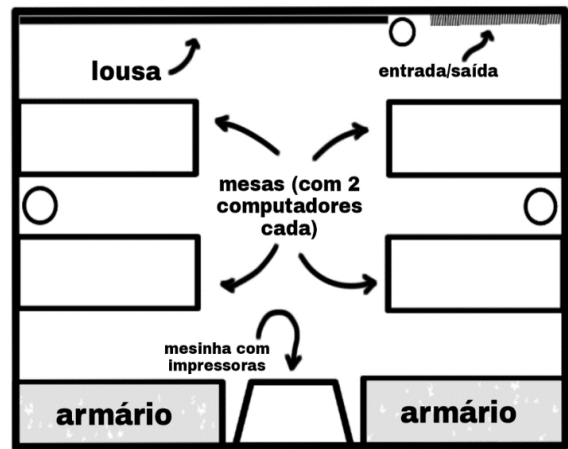 lousa
entrada/saída
mesas (com 2
computadores
cada)
mesinha com
impressoras
armário
armário